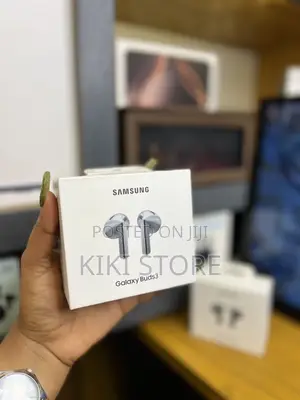 SAMSUNG
POSTED ON JIJI
KIKI STORE
Galaxy Buds3